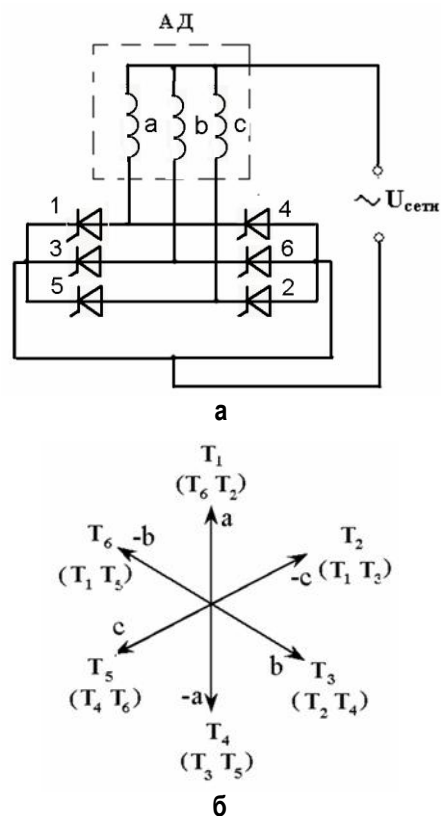 АД
a b c
1 4
3 6
5 2
~ Uсети
а
T1
(T6 T2)
a
T6 -b
(T1 T5)
T2
-c (T1 T3)
c
T5
(T4 T6)
b T3
(T2 T4)
-a
T4
(T3 T5)
б